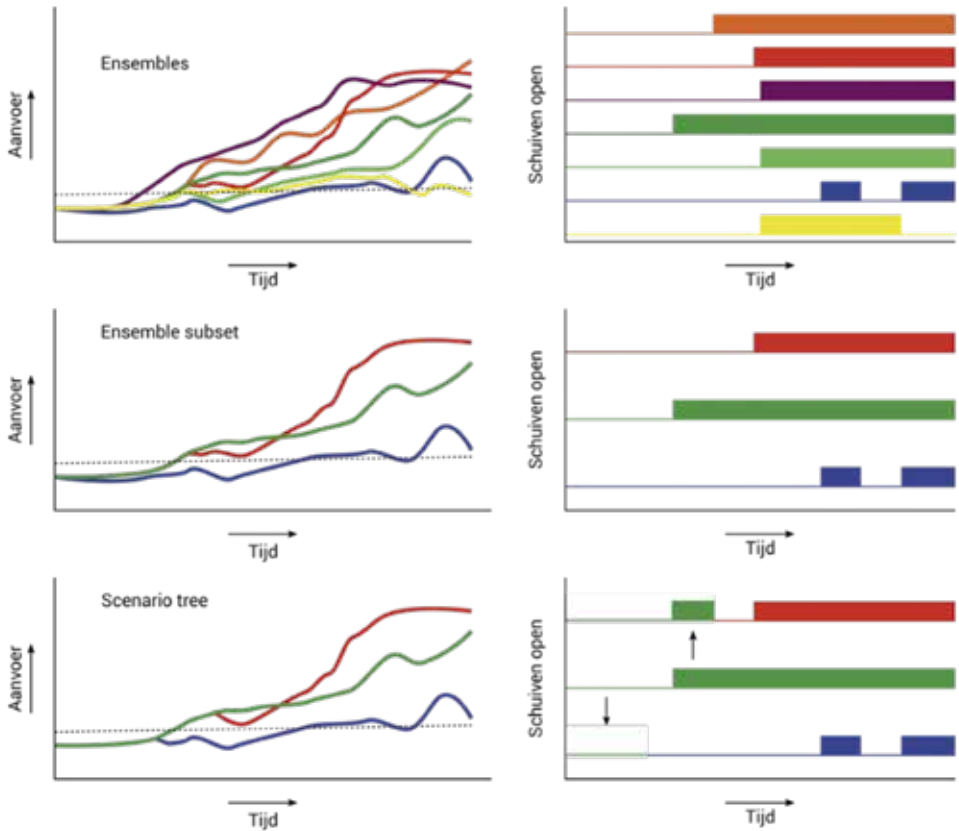 Ensembles
Aanvoer
Tijd
Schuiven open
Tijd
Ensemble subset
Aanvoer
Tijd
Schuiven open
Tijd
Scenario tree
Aanvoer
Tijd
Schuiven open
Tijd